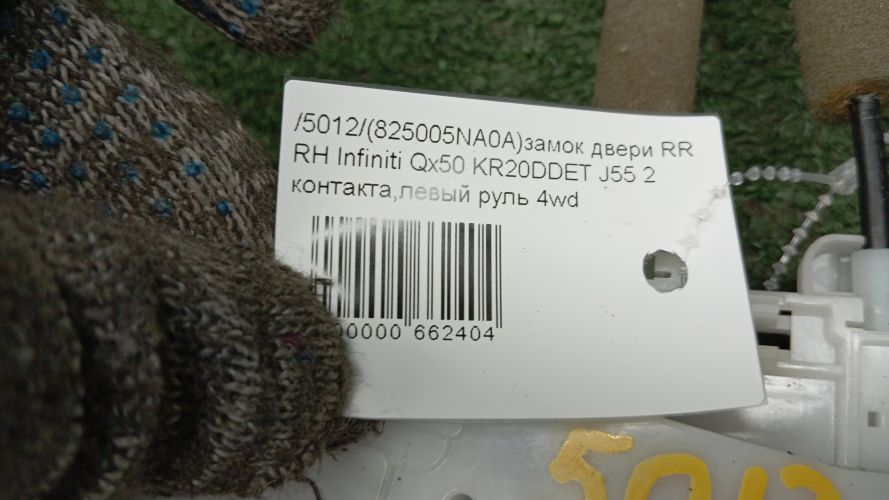 /5012/(825005NA0A)замок двери RR
RH Infiniti Qx50 KR20DDET J55 2
контакта,левый руль 4wd
00000 662404